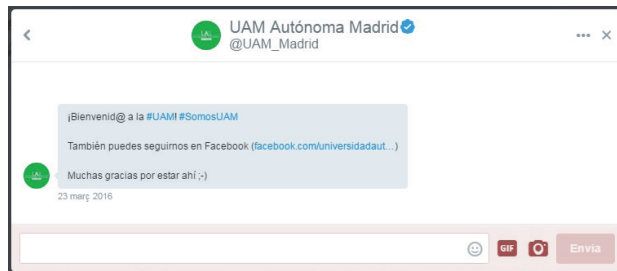 UAM Autónoma Madrid
@UAM_Madrid
¡Bienvenid@ a la #UAM! #SomosUAM
También puedes seguirnos en Facebook (facebook.com/universidadaut…)
Muchas gracias por estar ahí ;-)
23 març 2016
GIF
Envia